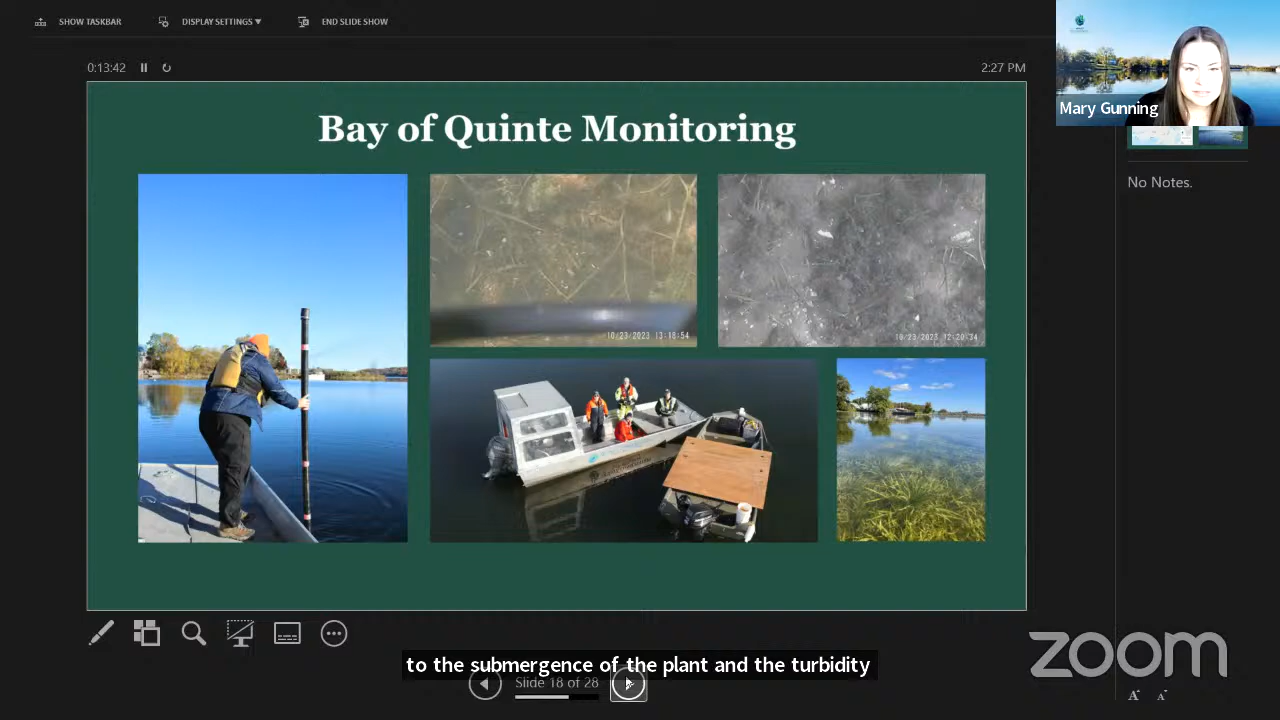 SHOW TASKBAR
DISPLAY SETTINGS ▼
END SLIDE SHOW
0:13:42
2:27 PM
Mary Gunning
Bay of Quinte Monitoring
No Notes.
10/23/2023 13:18:54
10/23/2023 12:20:34
to the submergence of the plant and the turbidity
Slide 18 of 28
zoom
A A